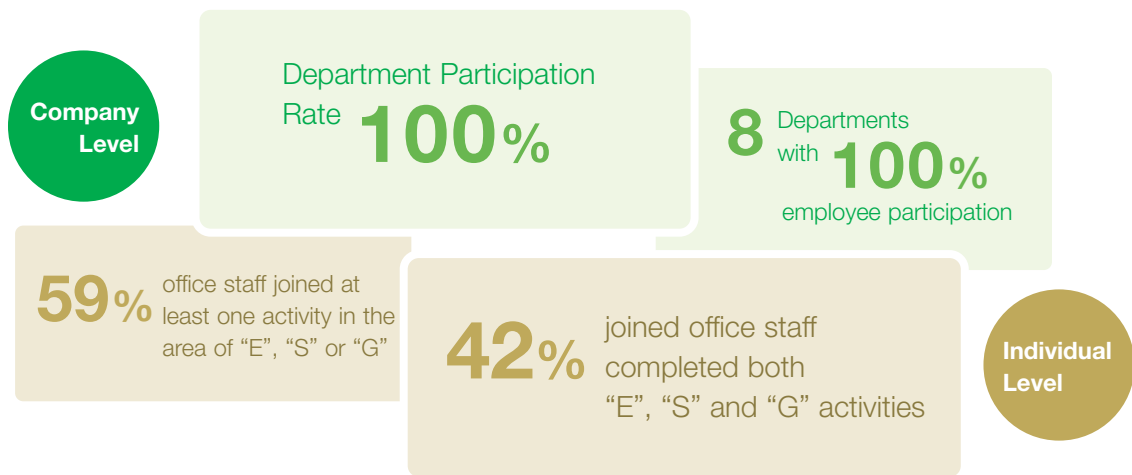 Company
Level
Department Participation
Rate 100%
8 Departments
with 100%
employee participation
59% office staff joined at
least one activity in the
area of “E”, “S” or “G”
42% joined office staff
completed both
“E”, “S” and “G” activities
Individual
Level